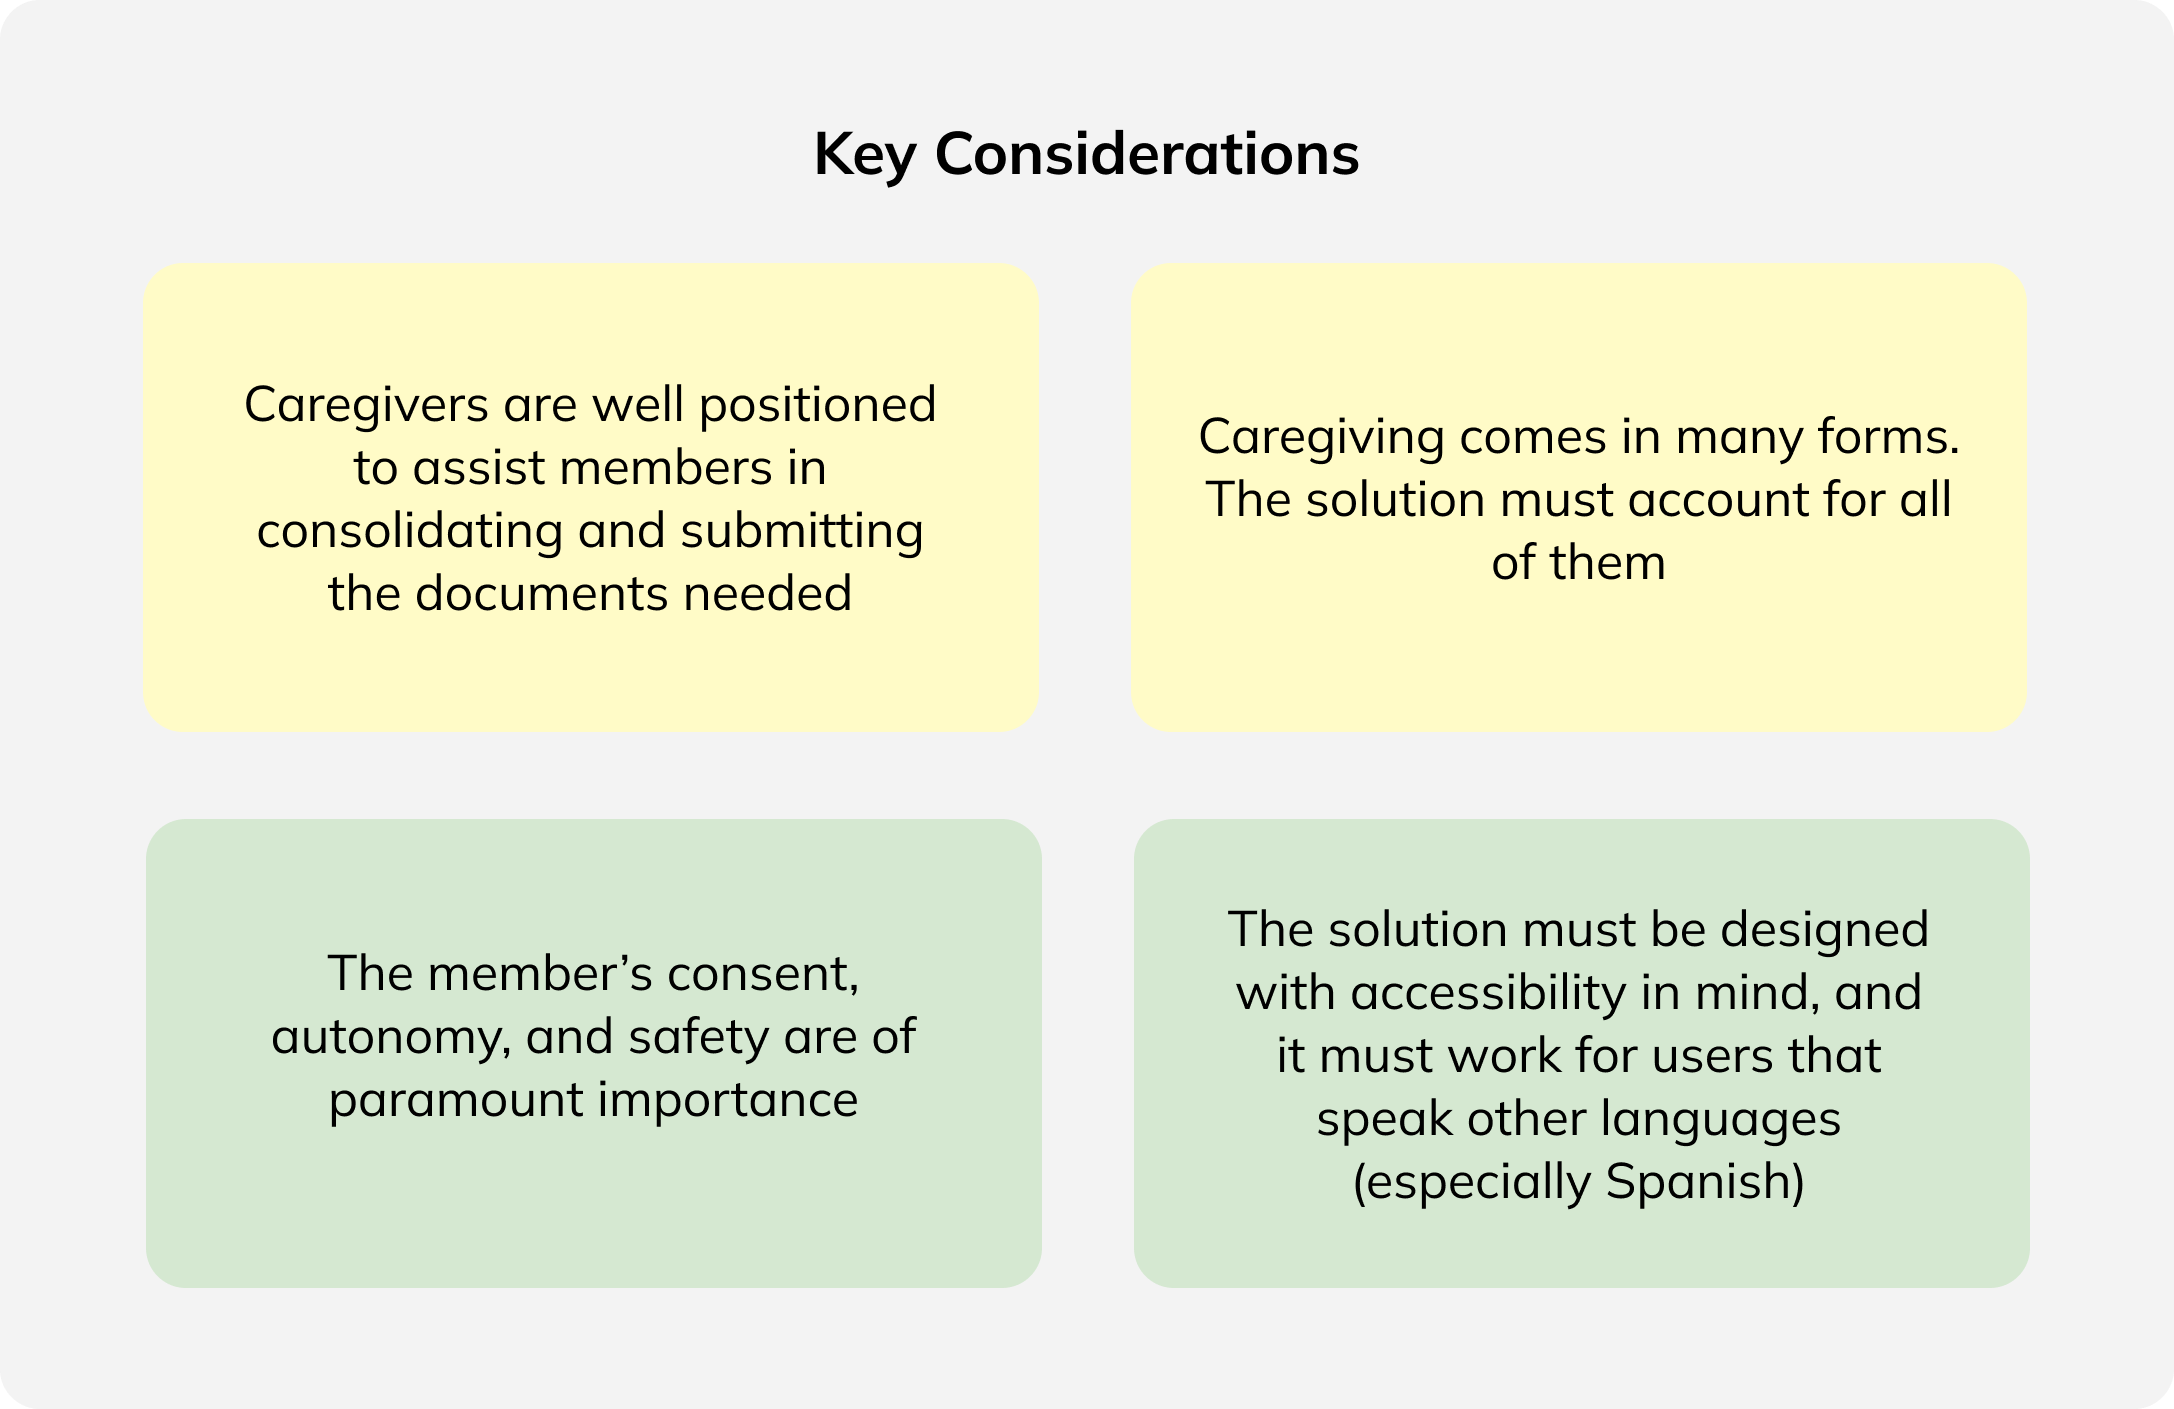 Key Considerations
Caregivers are well positioned
to assist members in
consolidating and submitting
the documents needed
Caregiving comes in many forms.
The solution must account for all
of them
The member’s consent,
autonomy, and safety are of
paramount importance
The solution must be designed
with accessibility in mind, and
it must work for users that
speak other languages
(especially Spanish)